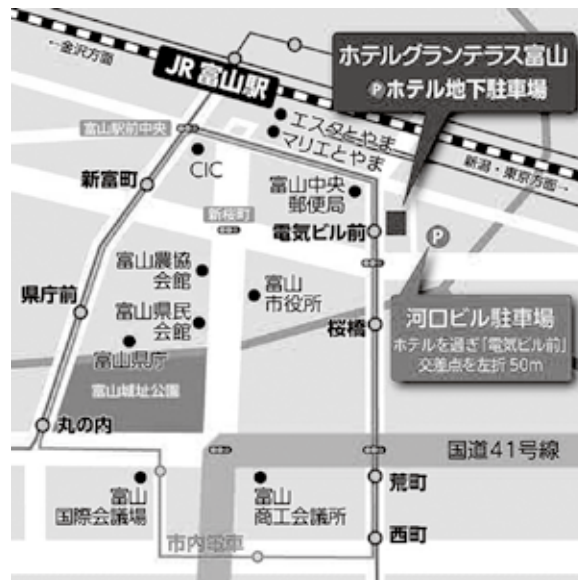 ←金沢方面
JR 富山駅
ホテルグランテラス富山
Ⓟホテル地下駐車場
富山駅前中央
エスタとやま
マリエとやま
CIC
新潟・東京方面→
新富町
富山中央
郵便局
新桜町
電気ビル前
P
富山農協
会館
富山
市役所
県庁前
富山県民
会館
桜橋
河口ビル駐車場
ホテルを過ぎ「電気ビル前」
交差点を左折 50m
富山県庁
富山城址公園
丸の内
国道41号線
富山
国際会議場
富山
商工会議所
荒町
市内電車
西町